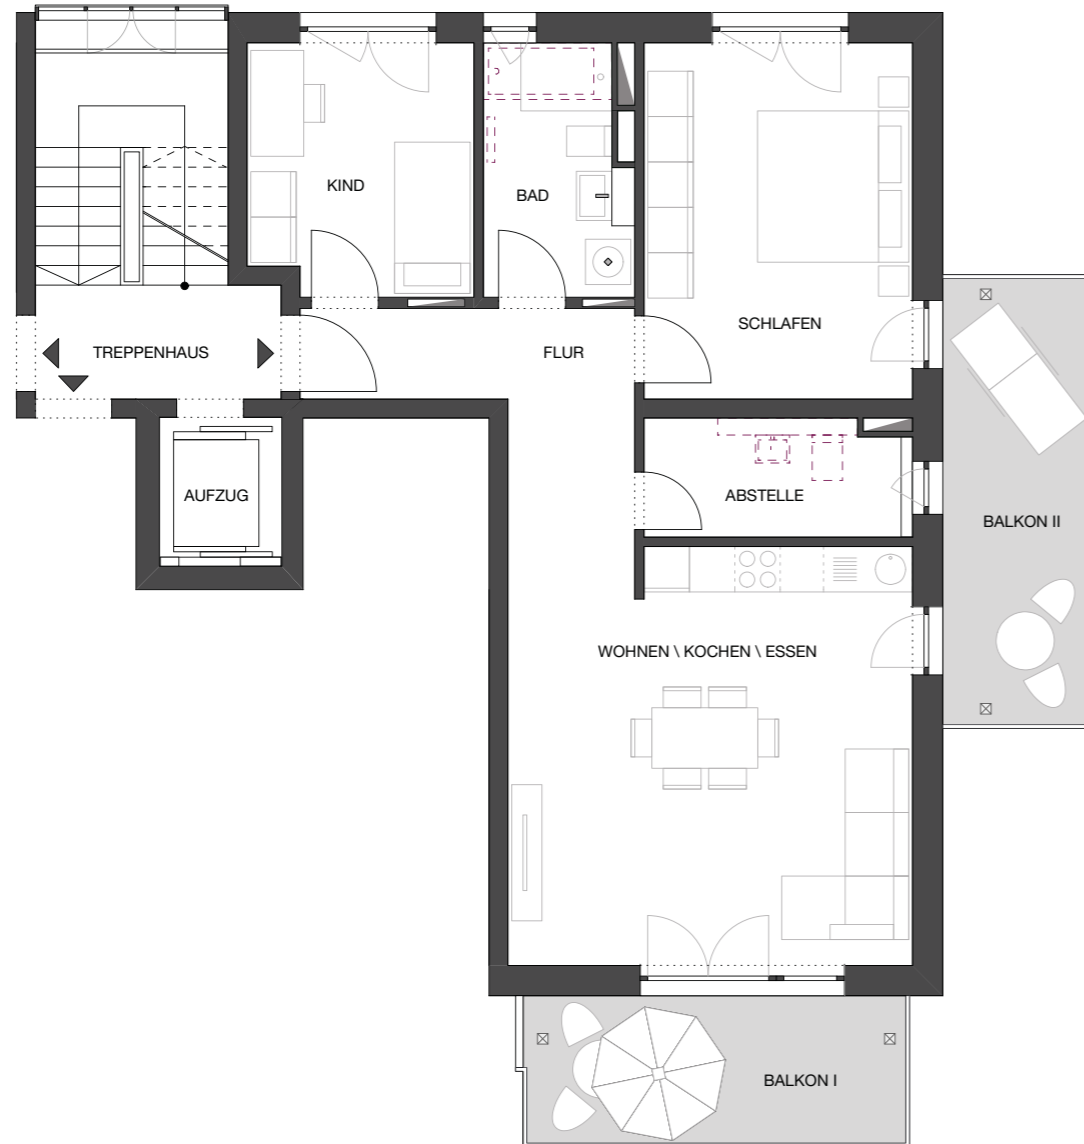 KIND
BAD
SCHLAFEN
TREPPENHAUS
FLUR
AUFZUG
ABSTELLE
BALKON II
WOHNEN \ KOCHEN \ ESSEN
BALKON I